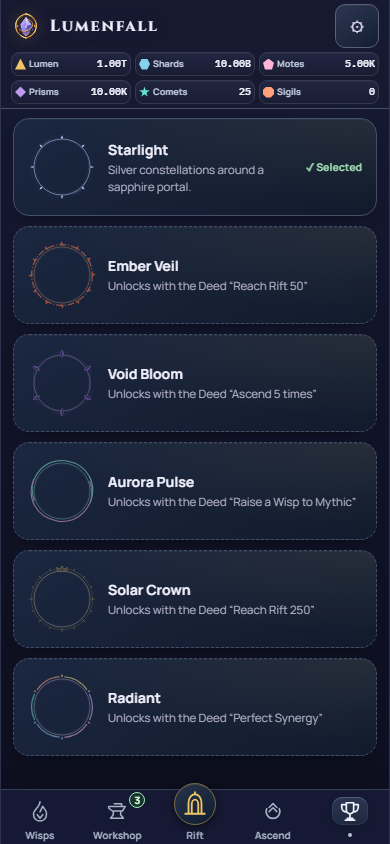 LUMENFALL
Lumen 1.00T
Shards 10.00B
Motes 5.00K
Prisms 10.00K
Comets 25
Sigils 0
Starlight
Silver constellations around a
sapphire portal.
✓ Selected
Ember Veil
Unlocks with the Deed “Reach Rift 50”
Void Bloom
Unlocks with the Deed “Ascend 5 times”
Aurora Pulse
Unlocks with the Deed “Raise a Wisp to Mythic”
Solar Crown
Unlocks with the Deed “Reach Rift 250”
Radiant
Unlocks with the Deed “Perfect Synergy”
3
Wisps
Workshop
Rift
Ascend